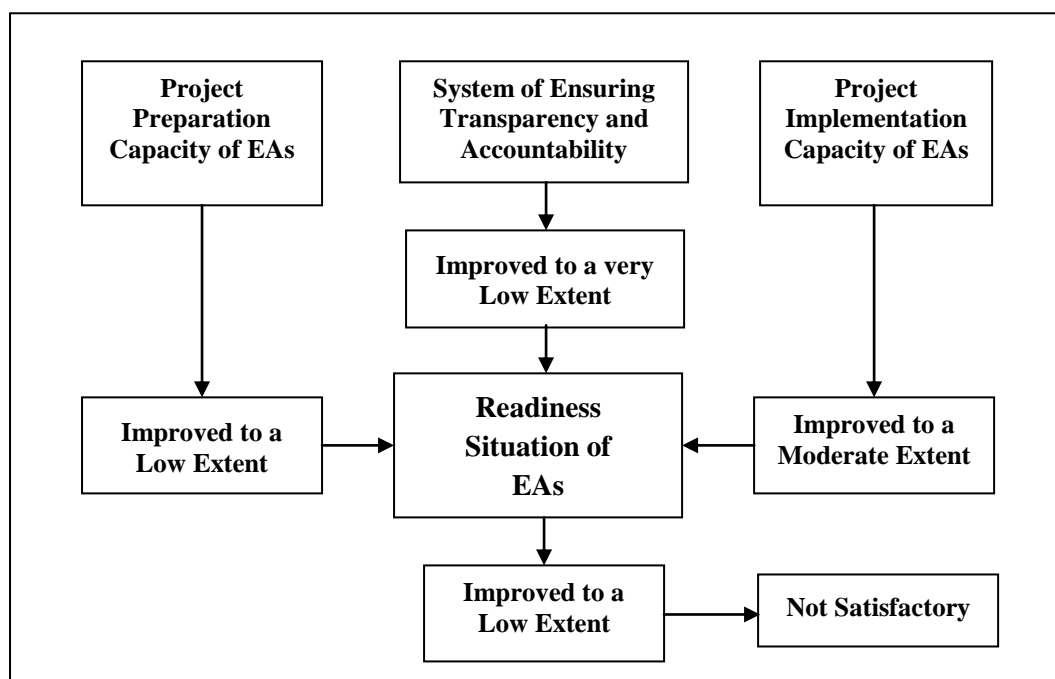 Project
Preparation
Capacity of EAs
System of Ensuring
Transparency and
Accountability
Project
Implementation
Capacity of EAs
Improved to a very
Low Extent
Improved to a
Low Extent
Readiness
Situation of
EAs
Improved to a
Moderate Extent
Improved to a
Low Extent
Not Satisfactory